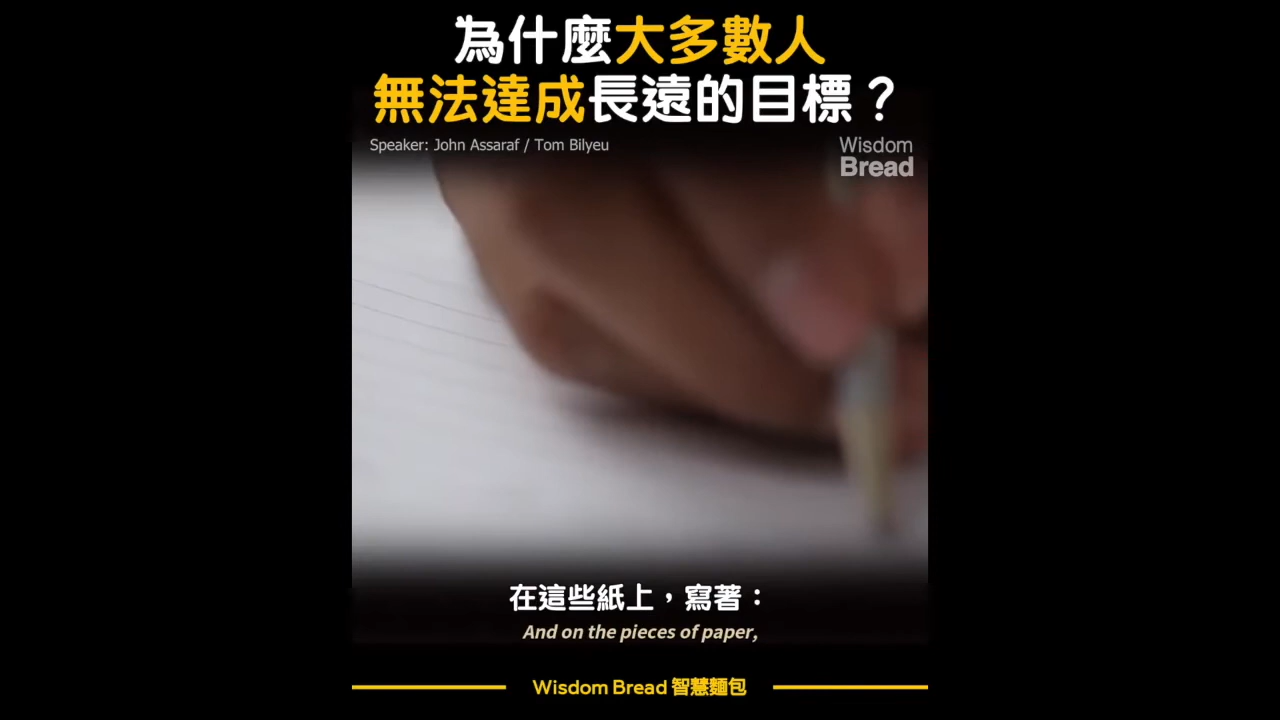 為什麼大多數人
無法達成長遠的目標？
Speaker: John Assaraf / Tom Bilyeu
Wisdom
Bread
在這些紙上，寫著：
And on the pieces of paper,
Wisdom Bread 智慧麵包